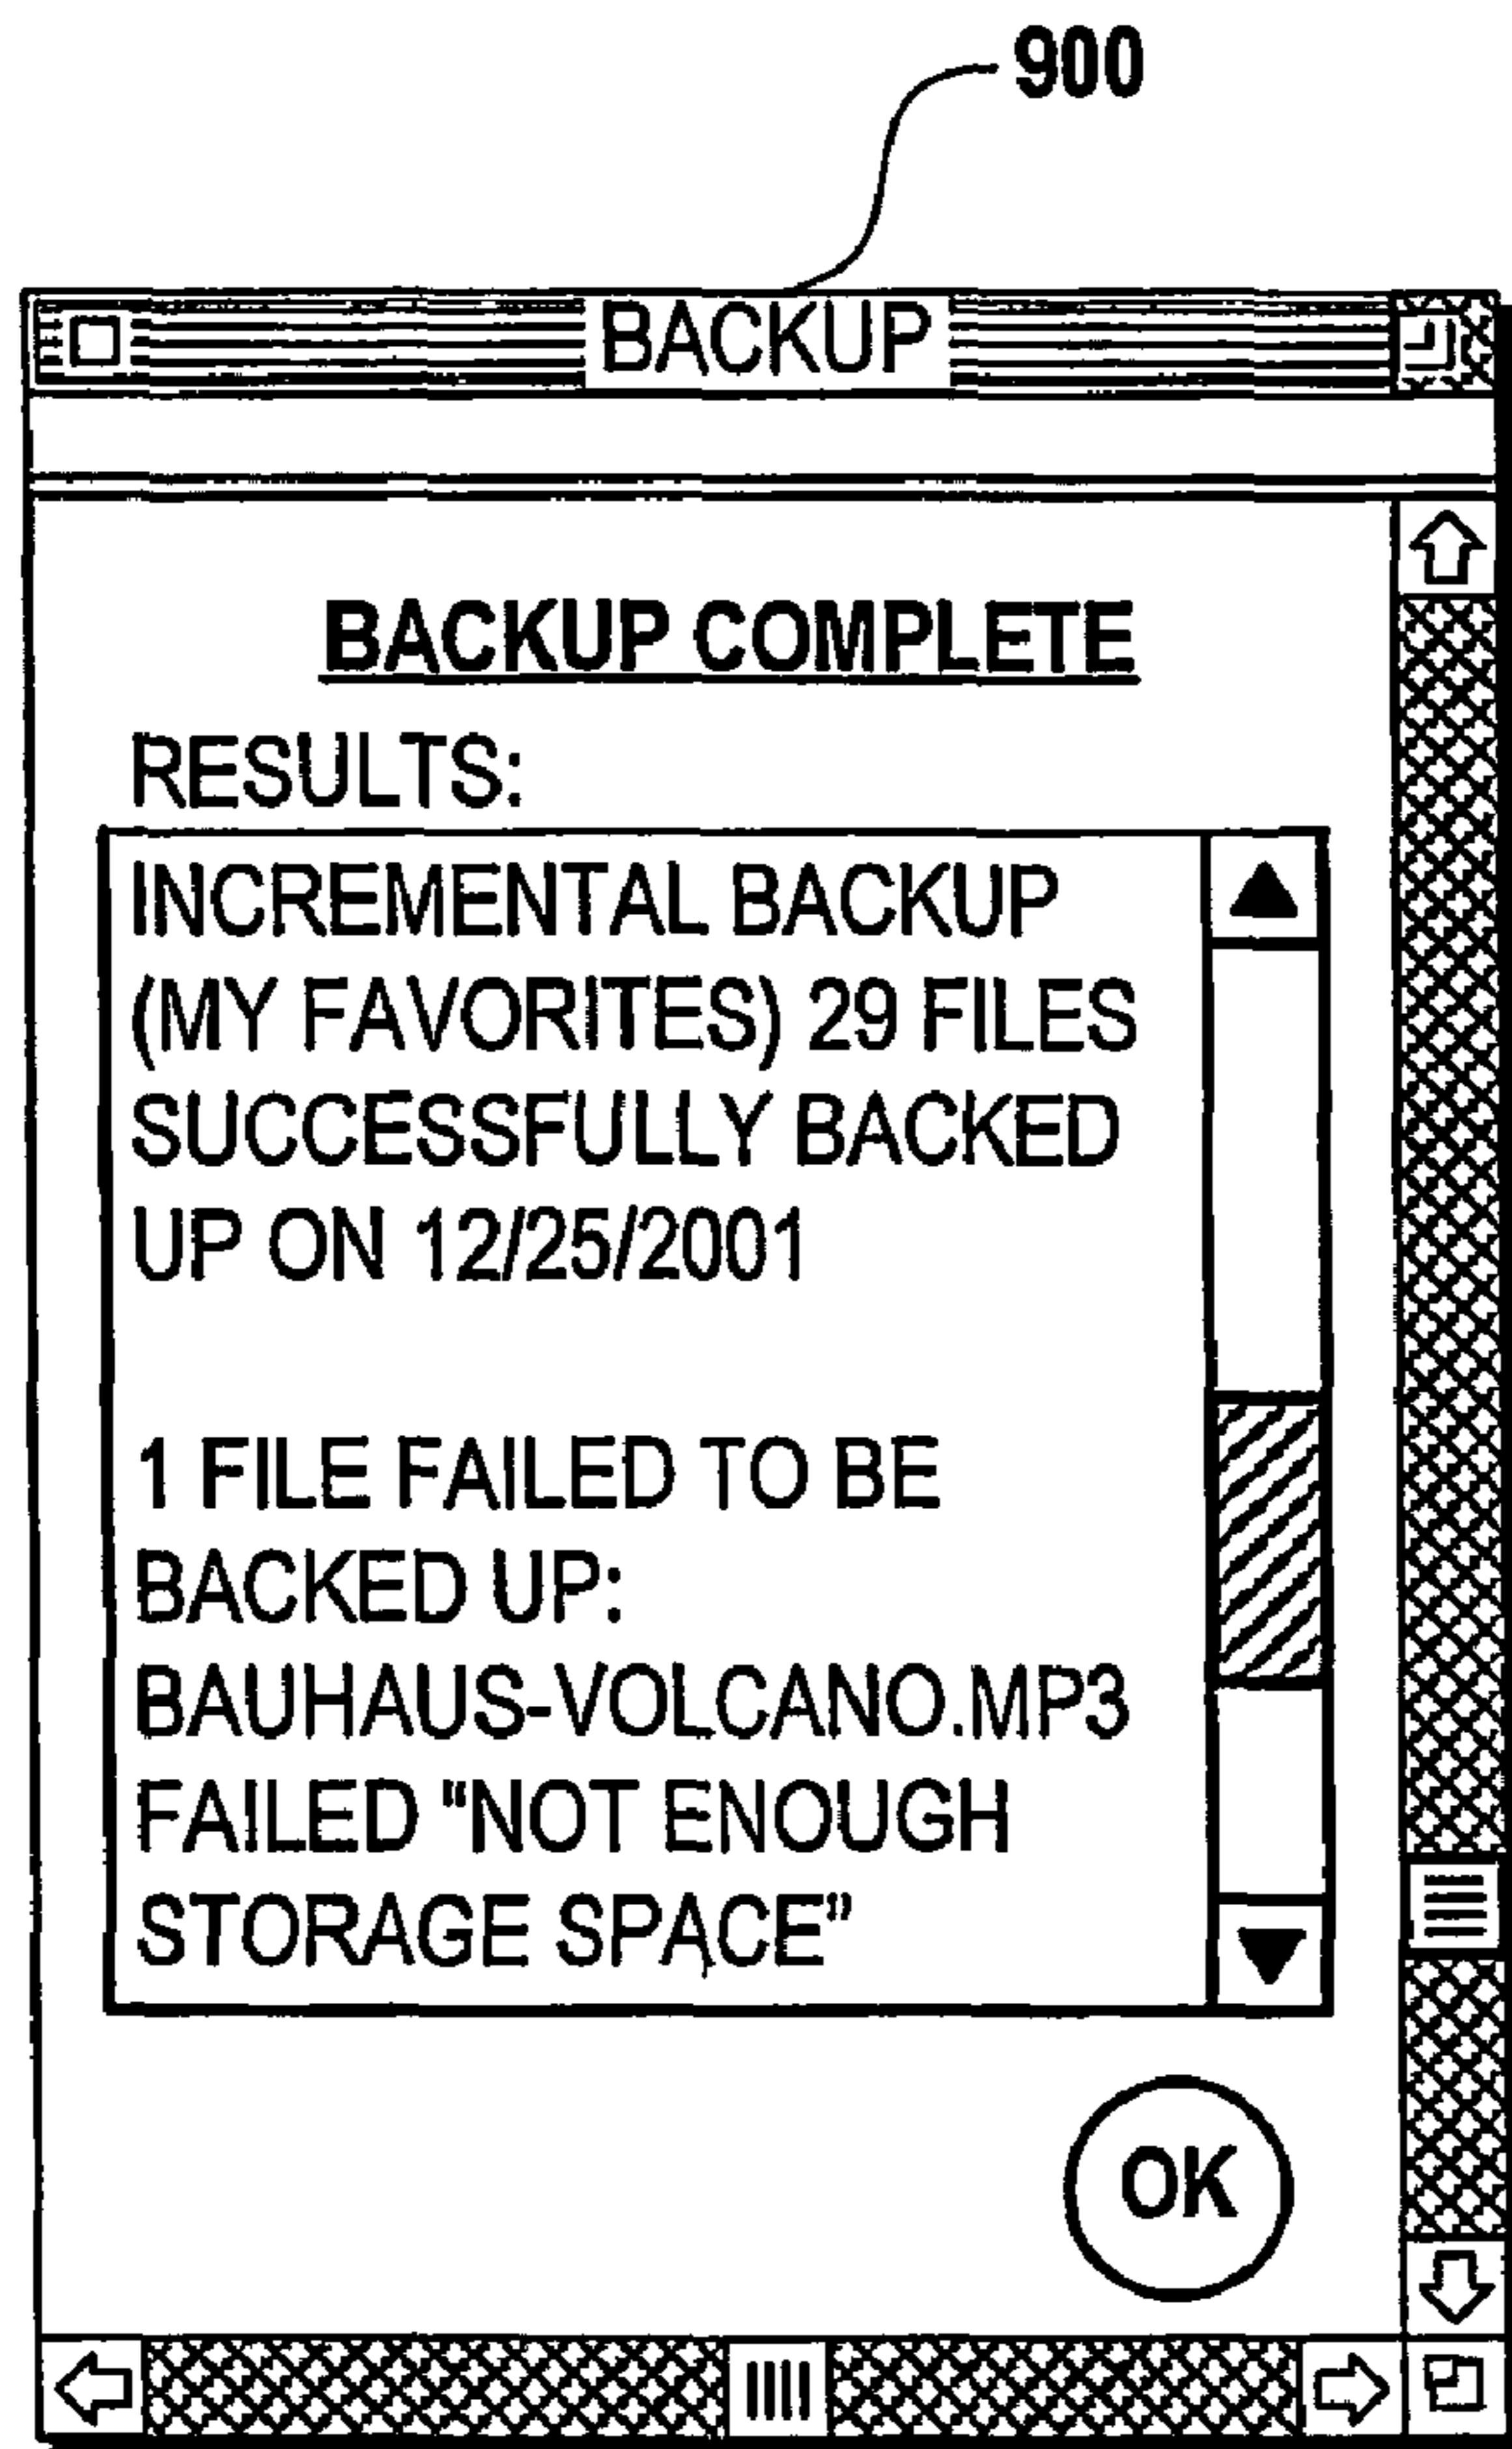 900
BACKUP
BACKUP COMPLETE
RESULTS:
INCREMENTAL BACKUP
(MY FAVORITES) 29 FILES
SUCCESSFULLY BACKED
UP ON 12/25/2001
1 FILE FAILED TO BE
BACKED UP:
BAUHAUS-VOLCANO.MP3
FAILED "NOT ENOUGH
STORAGE SPACE"
OK